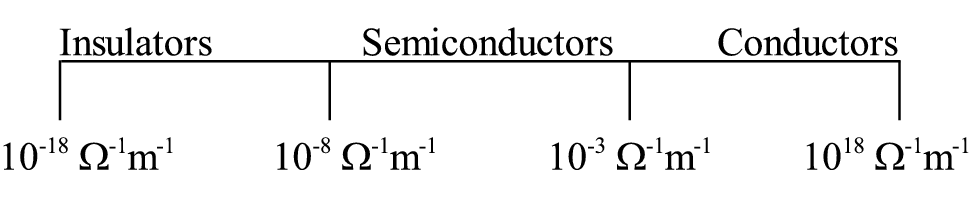 Insulators Semiconductors Conductors
10⁻¹⁸ Ω⁻¹m⁻¹ 10⁻⁸ Ω⁻¹m⁻¹ 10⁻³ Ω⁻¹m⁻¹ 10¹⁸ Ω⁻¹m⁻¹